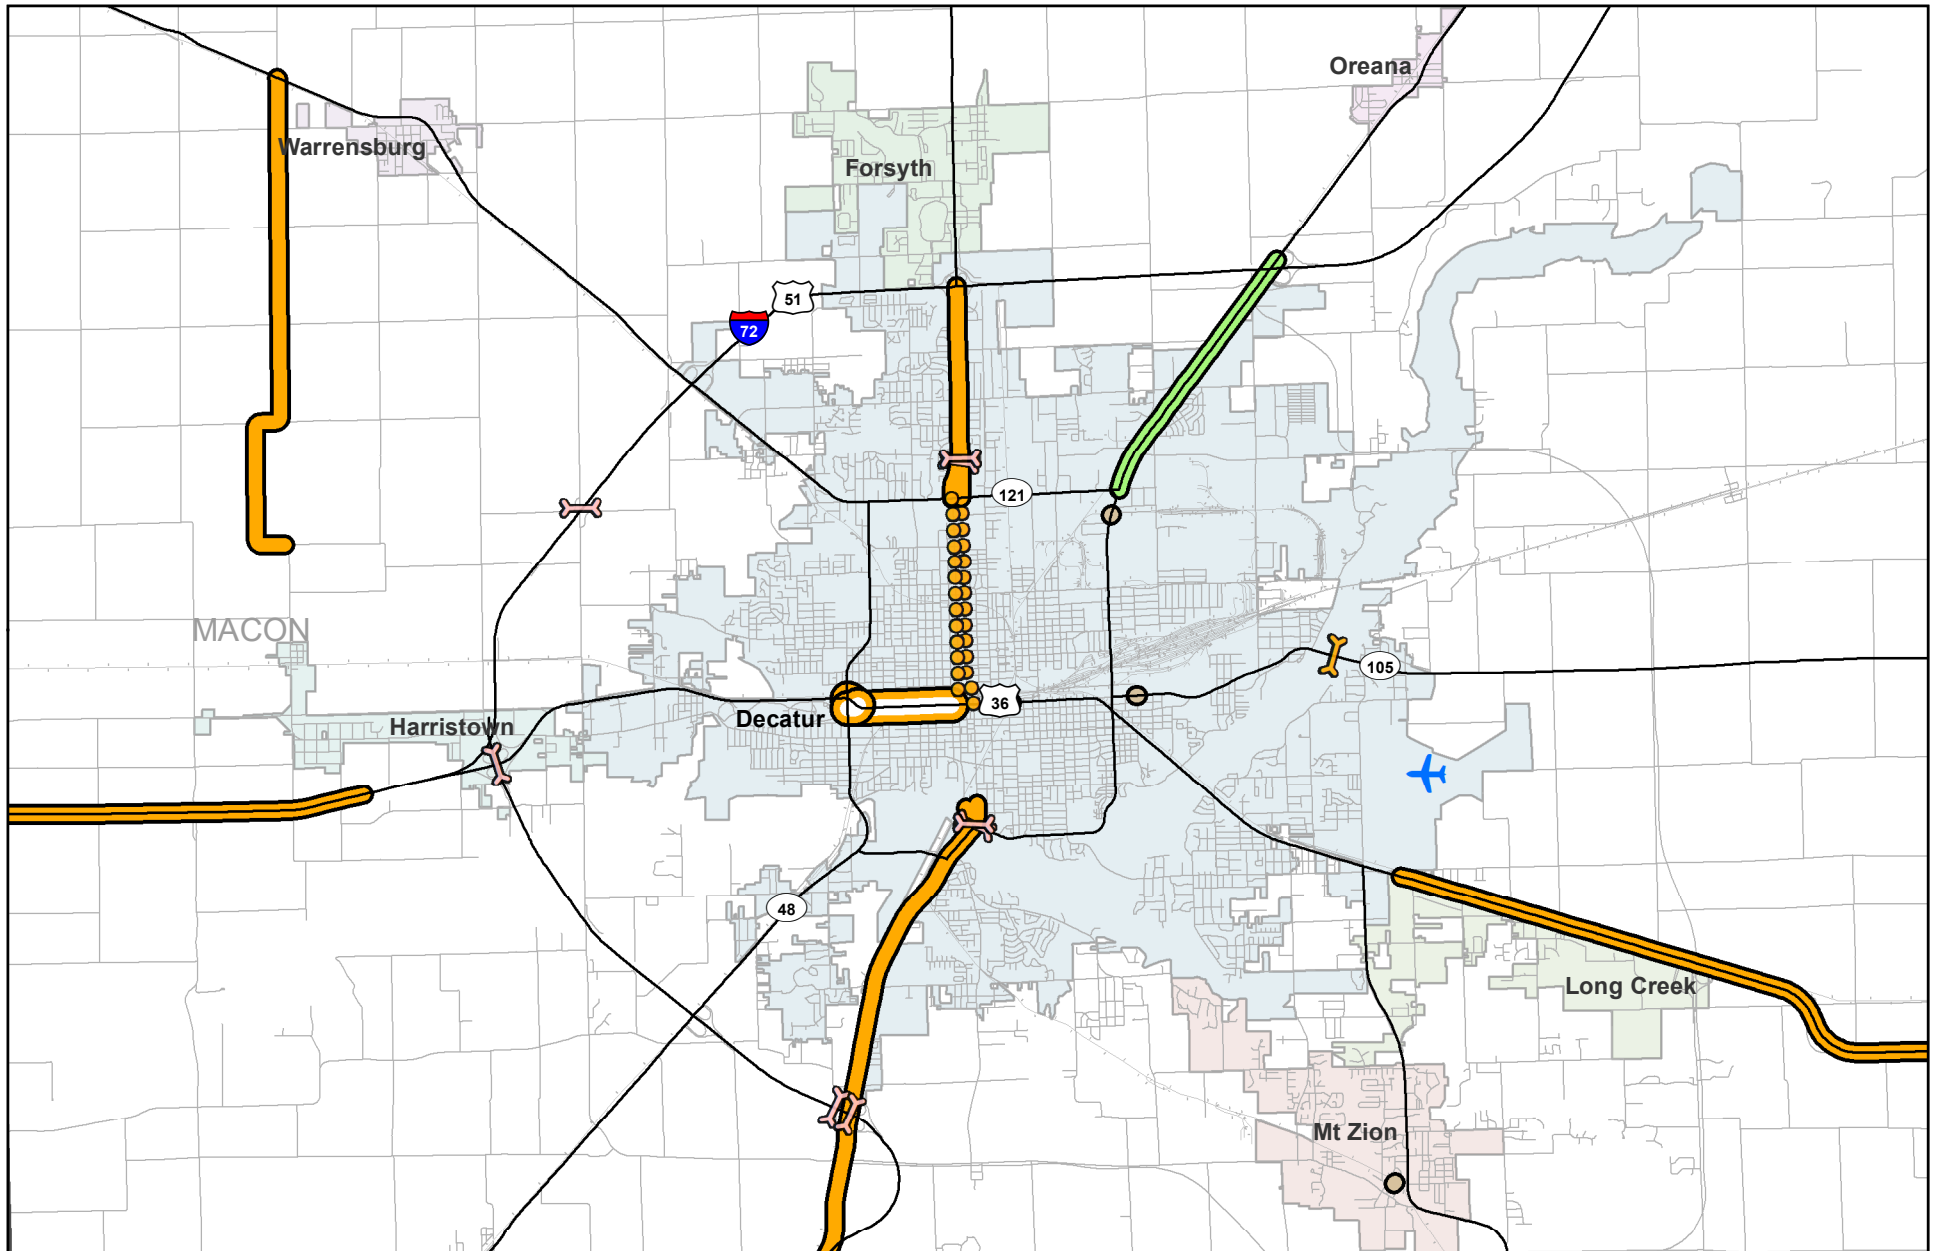 Oreana
Warrensburg
Forsyth
51
72
121
MACON
105
36
Decatur
Harristown
48
Long Creek
Mt Zion